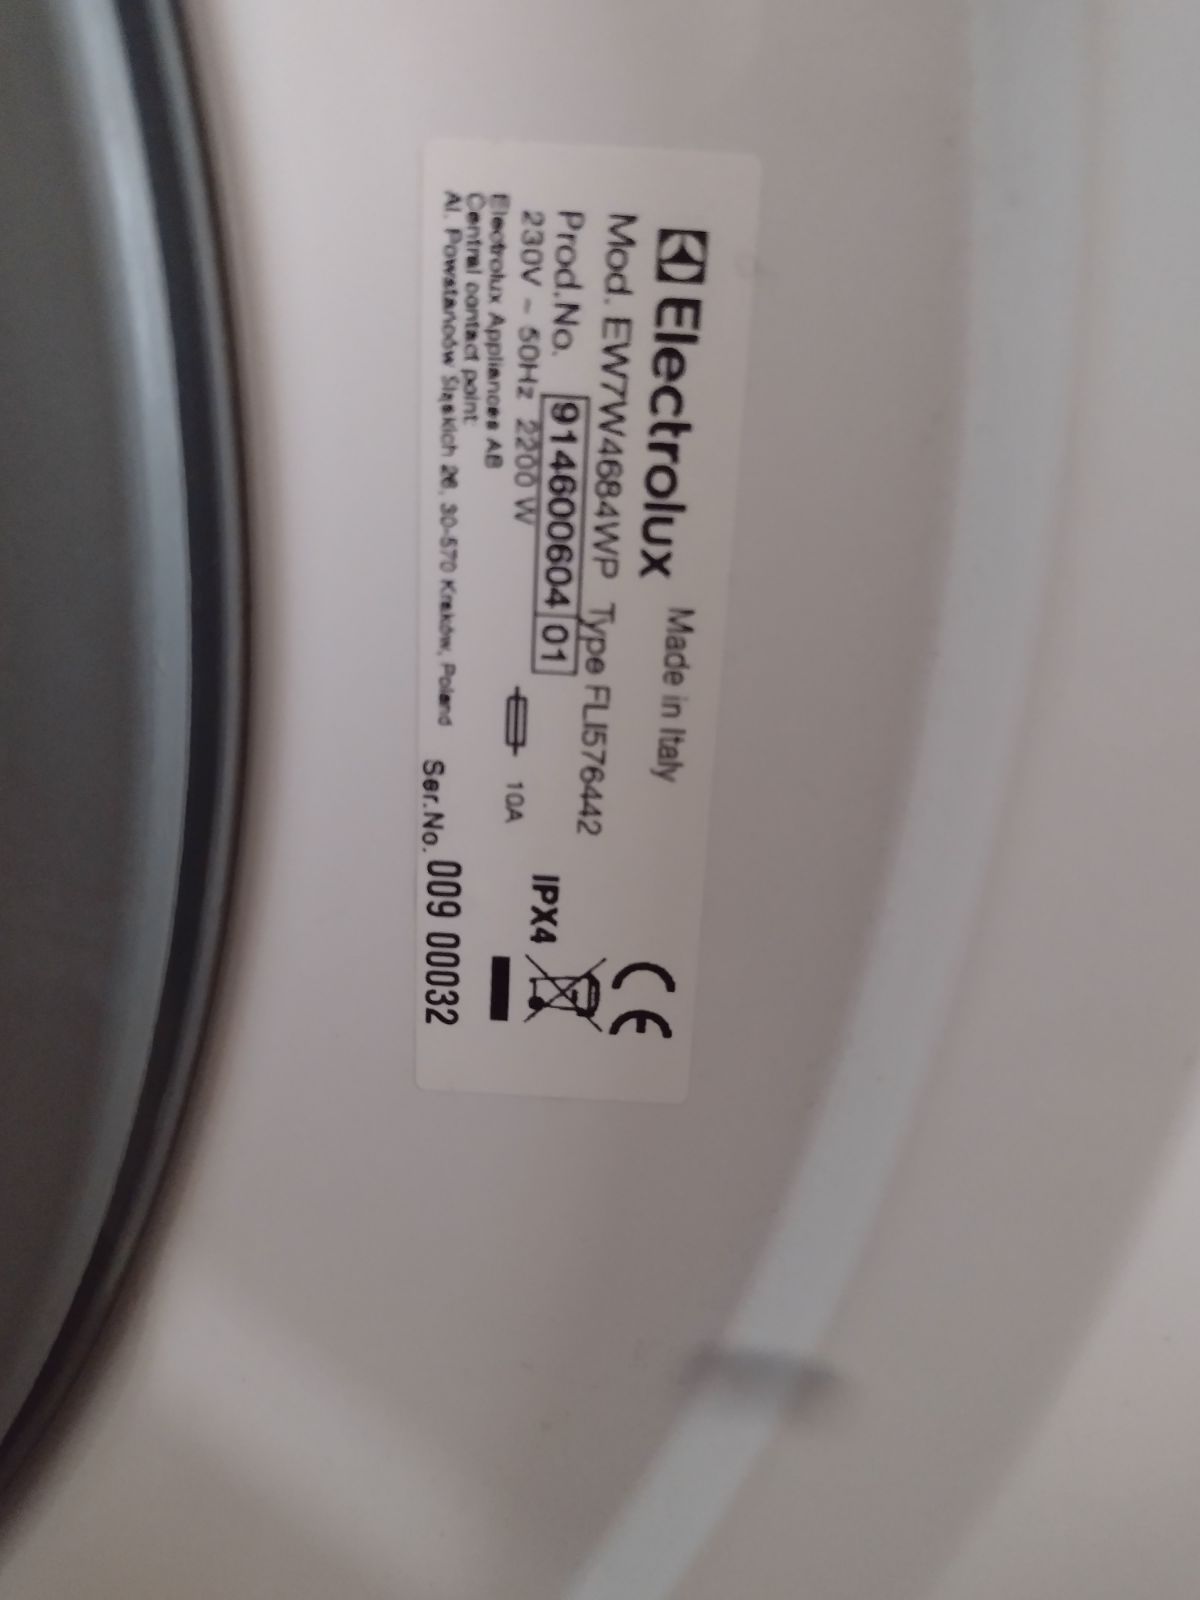 Electrolux Made in Italy
Mod. EW7W4684WP Type FLI576442
Prod.No. 914600604 01
230V ~ 50Hz 2200 W 10A
IPX4
Electrolux Appliances AB
Central contact point:
Al. Powstańców Śląskich 26, 30-570 Kraków, Poland
Ser.No. 009 00032
CE